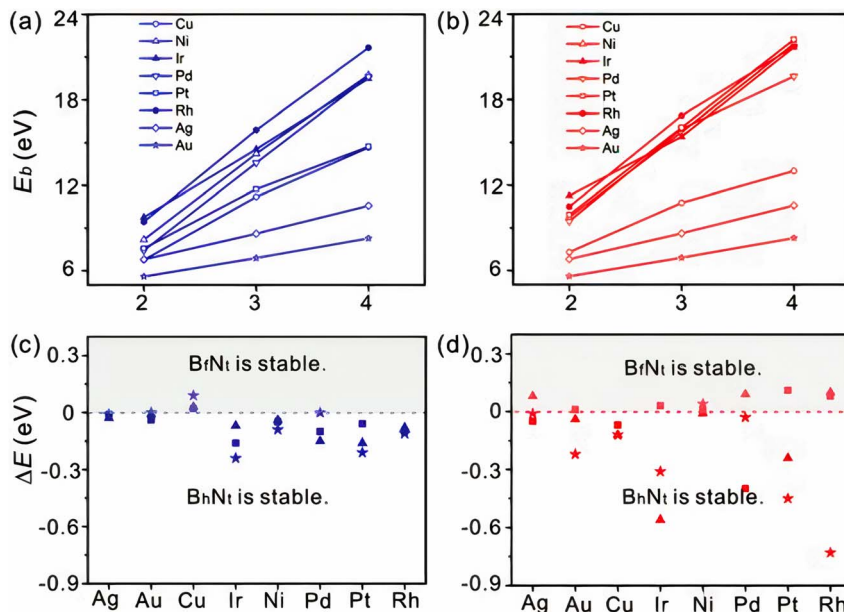 (a)
24
18
12
6
Eb (eV)
Cu
Ni
Ir
Pd
Pt
Rh
Ag
Au
2 3 4
(b)
24
18
12
6
Eb (eV)
Cu
Ni
Ir
Pd
Pt
Rh
Ag
Au
2 3 4
(c)
0.3
0
-0.3
-0.6
-0.9
ΔE (eV)
BfNt is stable.
BhNt is stable.
Ag Au Cu Ir Ni Pd Pt Rh
(d)
0.3
0
-0.3
-0.6
-0.9
ΔE (eV)
BfNt is stable.
BhNt is stable.
Ag Au Cu Ir Ni Pd Pt Rh